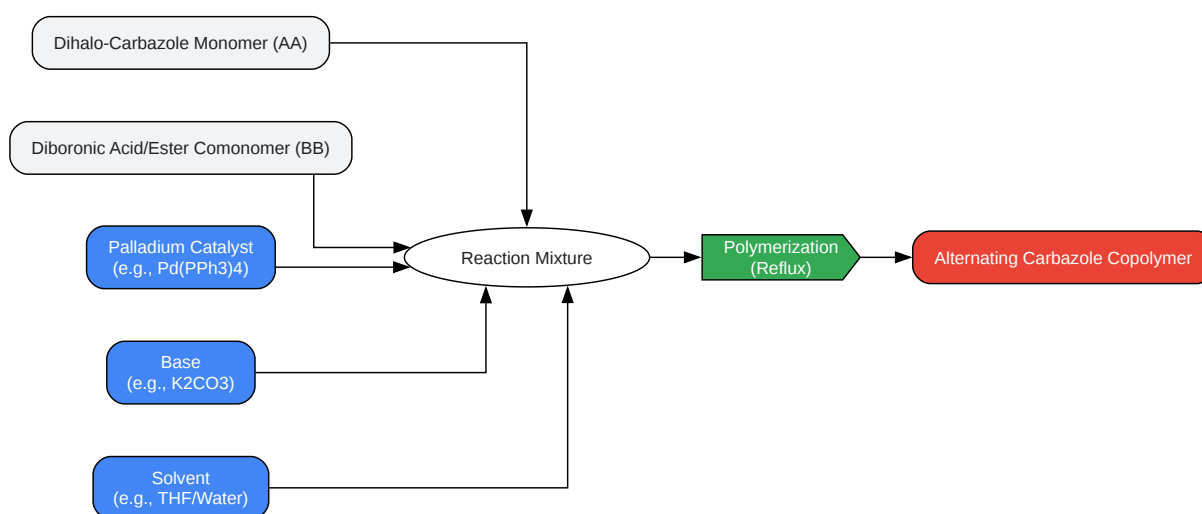 Dihalo-Carbazole Monomer (AA)
Diboronic Acid/Ester Comonomer (BB)
Palladium Catalyst
(e.g., Pd(PPh3)4)
Base
(e.g., K2CO3)
Solvent
(e.g., THF/Water)
Reaction Mixture
Polymerization
(Reflux)
Alternating Carbazole Copolymer